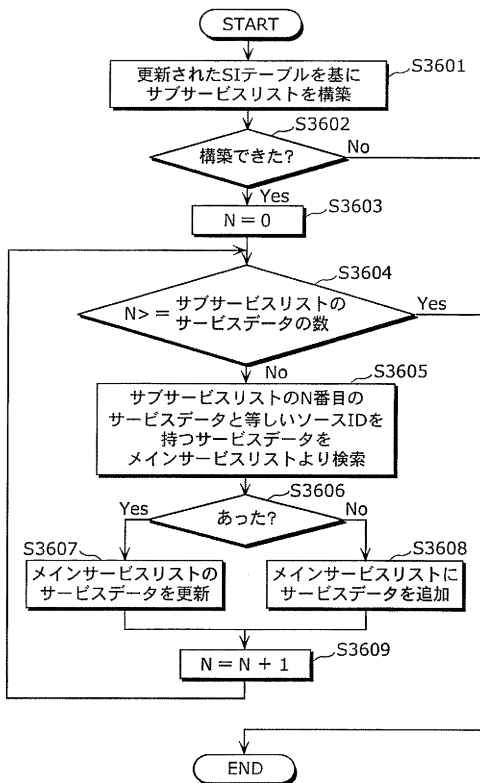 START
更新されたSIテーブルを基に
サブサービスリストを構築
S3601
S3602
構築できた?
No
Yes
N = 0
S3603
S3604
N> = サブサービスリストの
サービスデータの数
Yes
No
S3605
サブサービスリストのN番目の
サービスデータと等しいソースIDを
持つサービスデータを
メインサービスリストより検索
S3606
あった?
Yes
No
S3607
メインサービスリストの
サービスデータを更新
S3608
メインサービスリストに
サービスデータを追加
N = N + 1
S3609
END